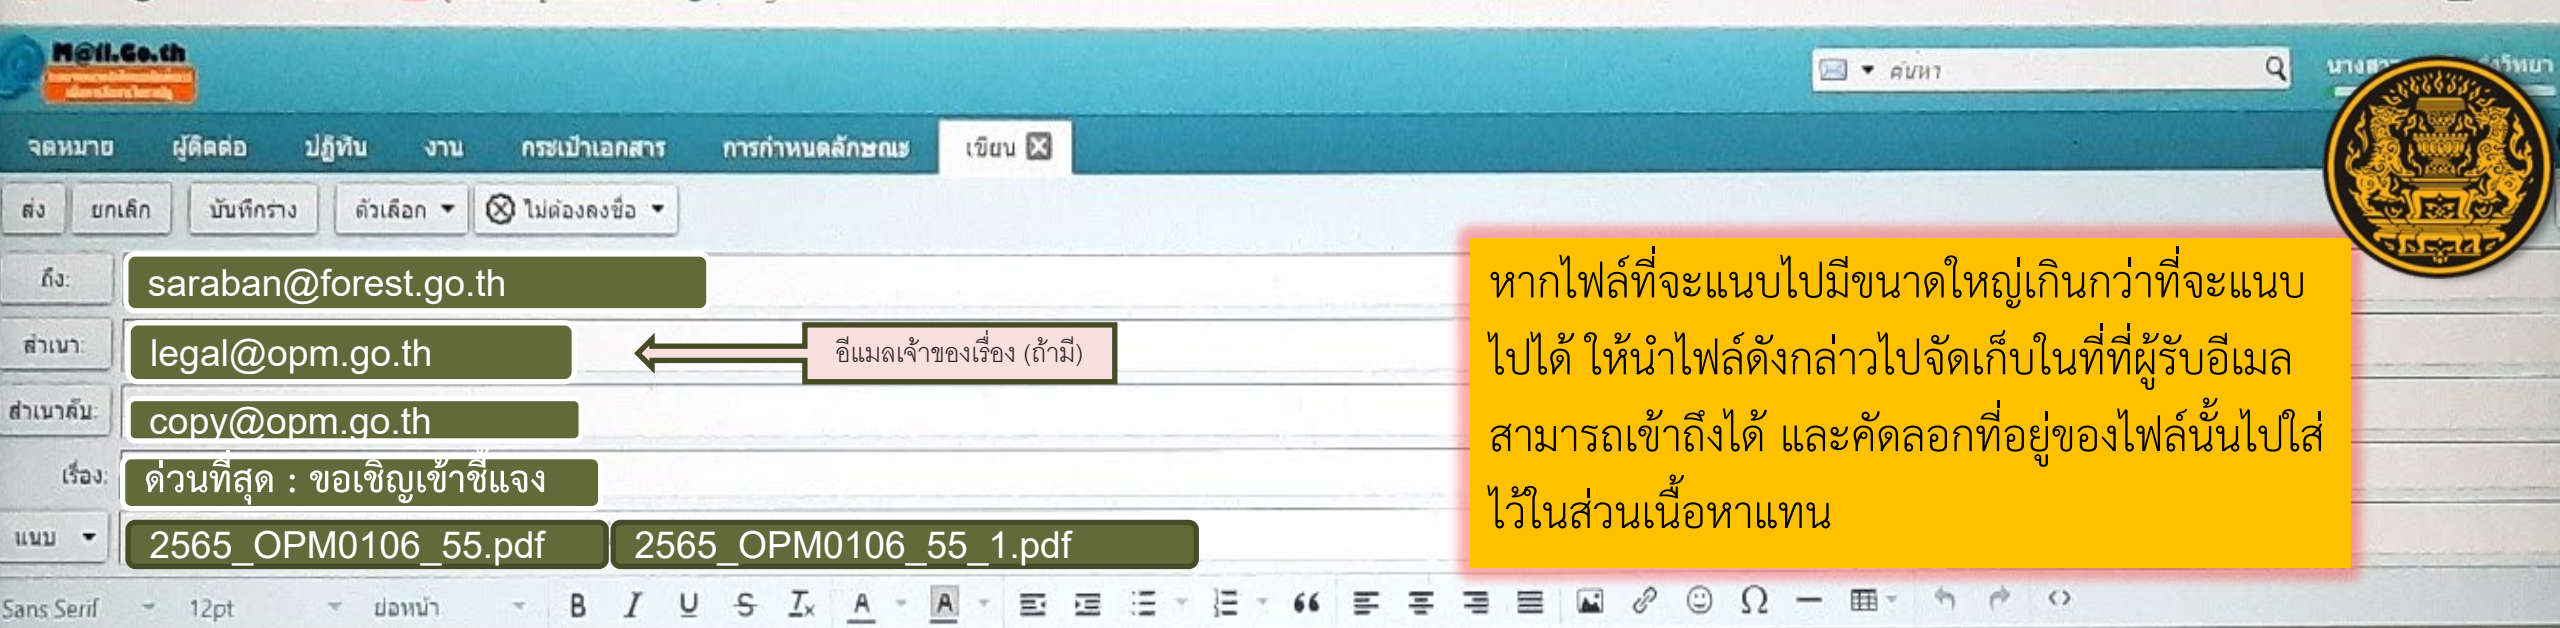 M@il.Go.th
ค้นหา
จดหมาย ผู้ติดต่อ ปฏิทิน งาน กระเป๋าเอกสาร การกำหนดลักษณะ เขียน
ส่ง ยกเลิก บันทึกร่าง ตัวเลือก ไม่ต้องลงชื่อ
ถึง: saraban@forest.go.th
สำเนา: legal@opm.go.th
อีแมลเจ้าของเรื่อง (ถ้ามี)
สำเนาลับ: copy@opm.go.th
เรื่อง: ด่วนที่สุด : ขอเชิญเข้าชี้แจง
แนบ 2565_OPM0106_55.pdf 2565_OPM0106_55_1.pdf
หากไฟล์ที่จะแนบไปมีขนาดใหญ่เกินกว่าที่จะแนบ
ไปได้ ให้นำไฟล์ดังกล่าวไปจัดเก็บในที่ที่ผู้รับอีเมล
สามารถเข้าถึงได้ และคัดลอกที่อยู่ของไฟล์นั้นไปใส่
ไว้ในส่วนเนื้อหาแทน
Sans Serif 12pt ย่อหน้า